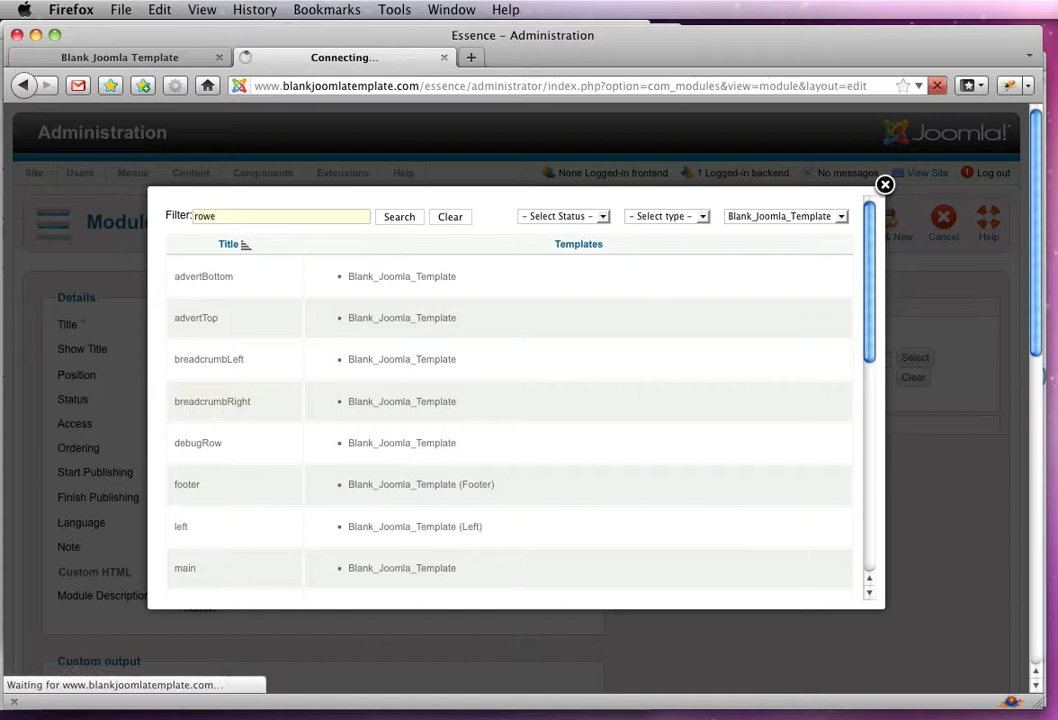 Firefox File Edit View History Bookmarks Tools Window Help
Essence - Administration
Blank Joomla Template Connecting...
www.blankjoomlatemplate.com/essence/administrator/index.php?option=com_modules&view=module&layout=edit
Administration Joomla!
Site Users Menus Content Components Extensions Help None Logged-in frontend 1 Logged-in backend No messages View Site Log out
Filter: rowe Search Clear - Select Status - - Select type - Blank_Joomla_Template
Modul & New Cancel Help
Title Templates
advertBottom Blank_Joomla_Template
Details
advertTop Blank_Joomla_Template
Title *
Show Title
breadcrumbLeft Blank_Joomla_Template Select
Position Clear
Status
breadcrumbRight Blank_Joomla_Template
Access
debugRow Blank_Joomla_Template
Ordering
Start Publishing
footer Blank_Joomla_Template (Footer)
Finish Publishing
Language
left Blank_Joomla_Template (Left)
Note
main Blank_Joomla_Template
Custom HTML
Module Description
Custom output
Waiting for www.blankjoomlatemplate.com...